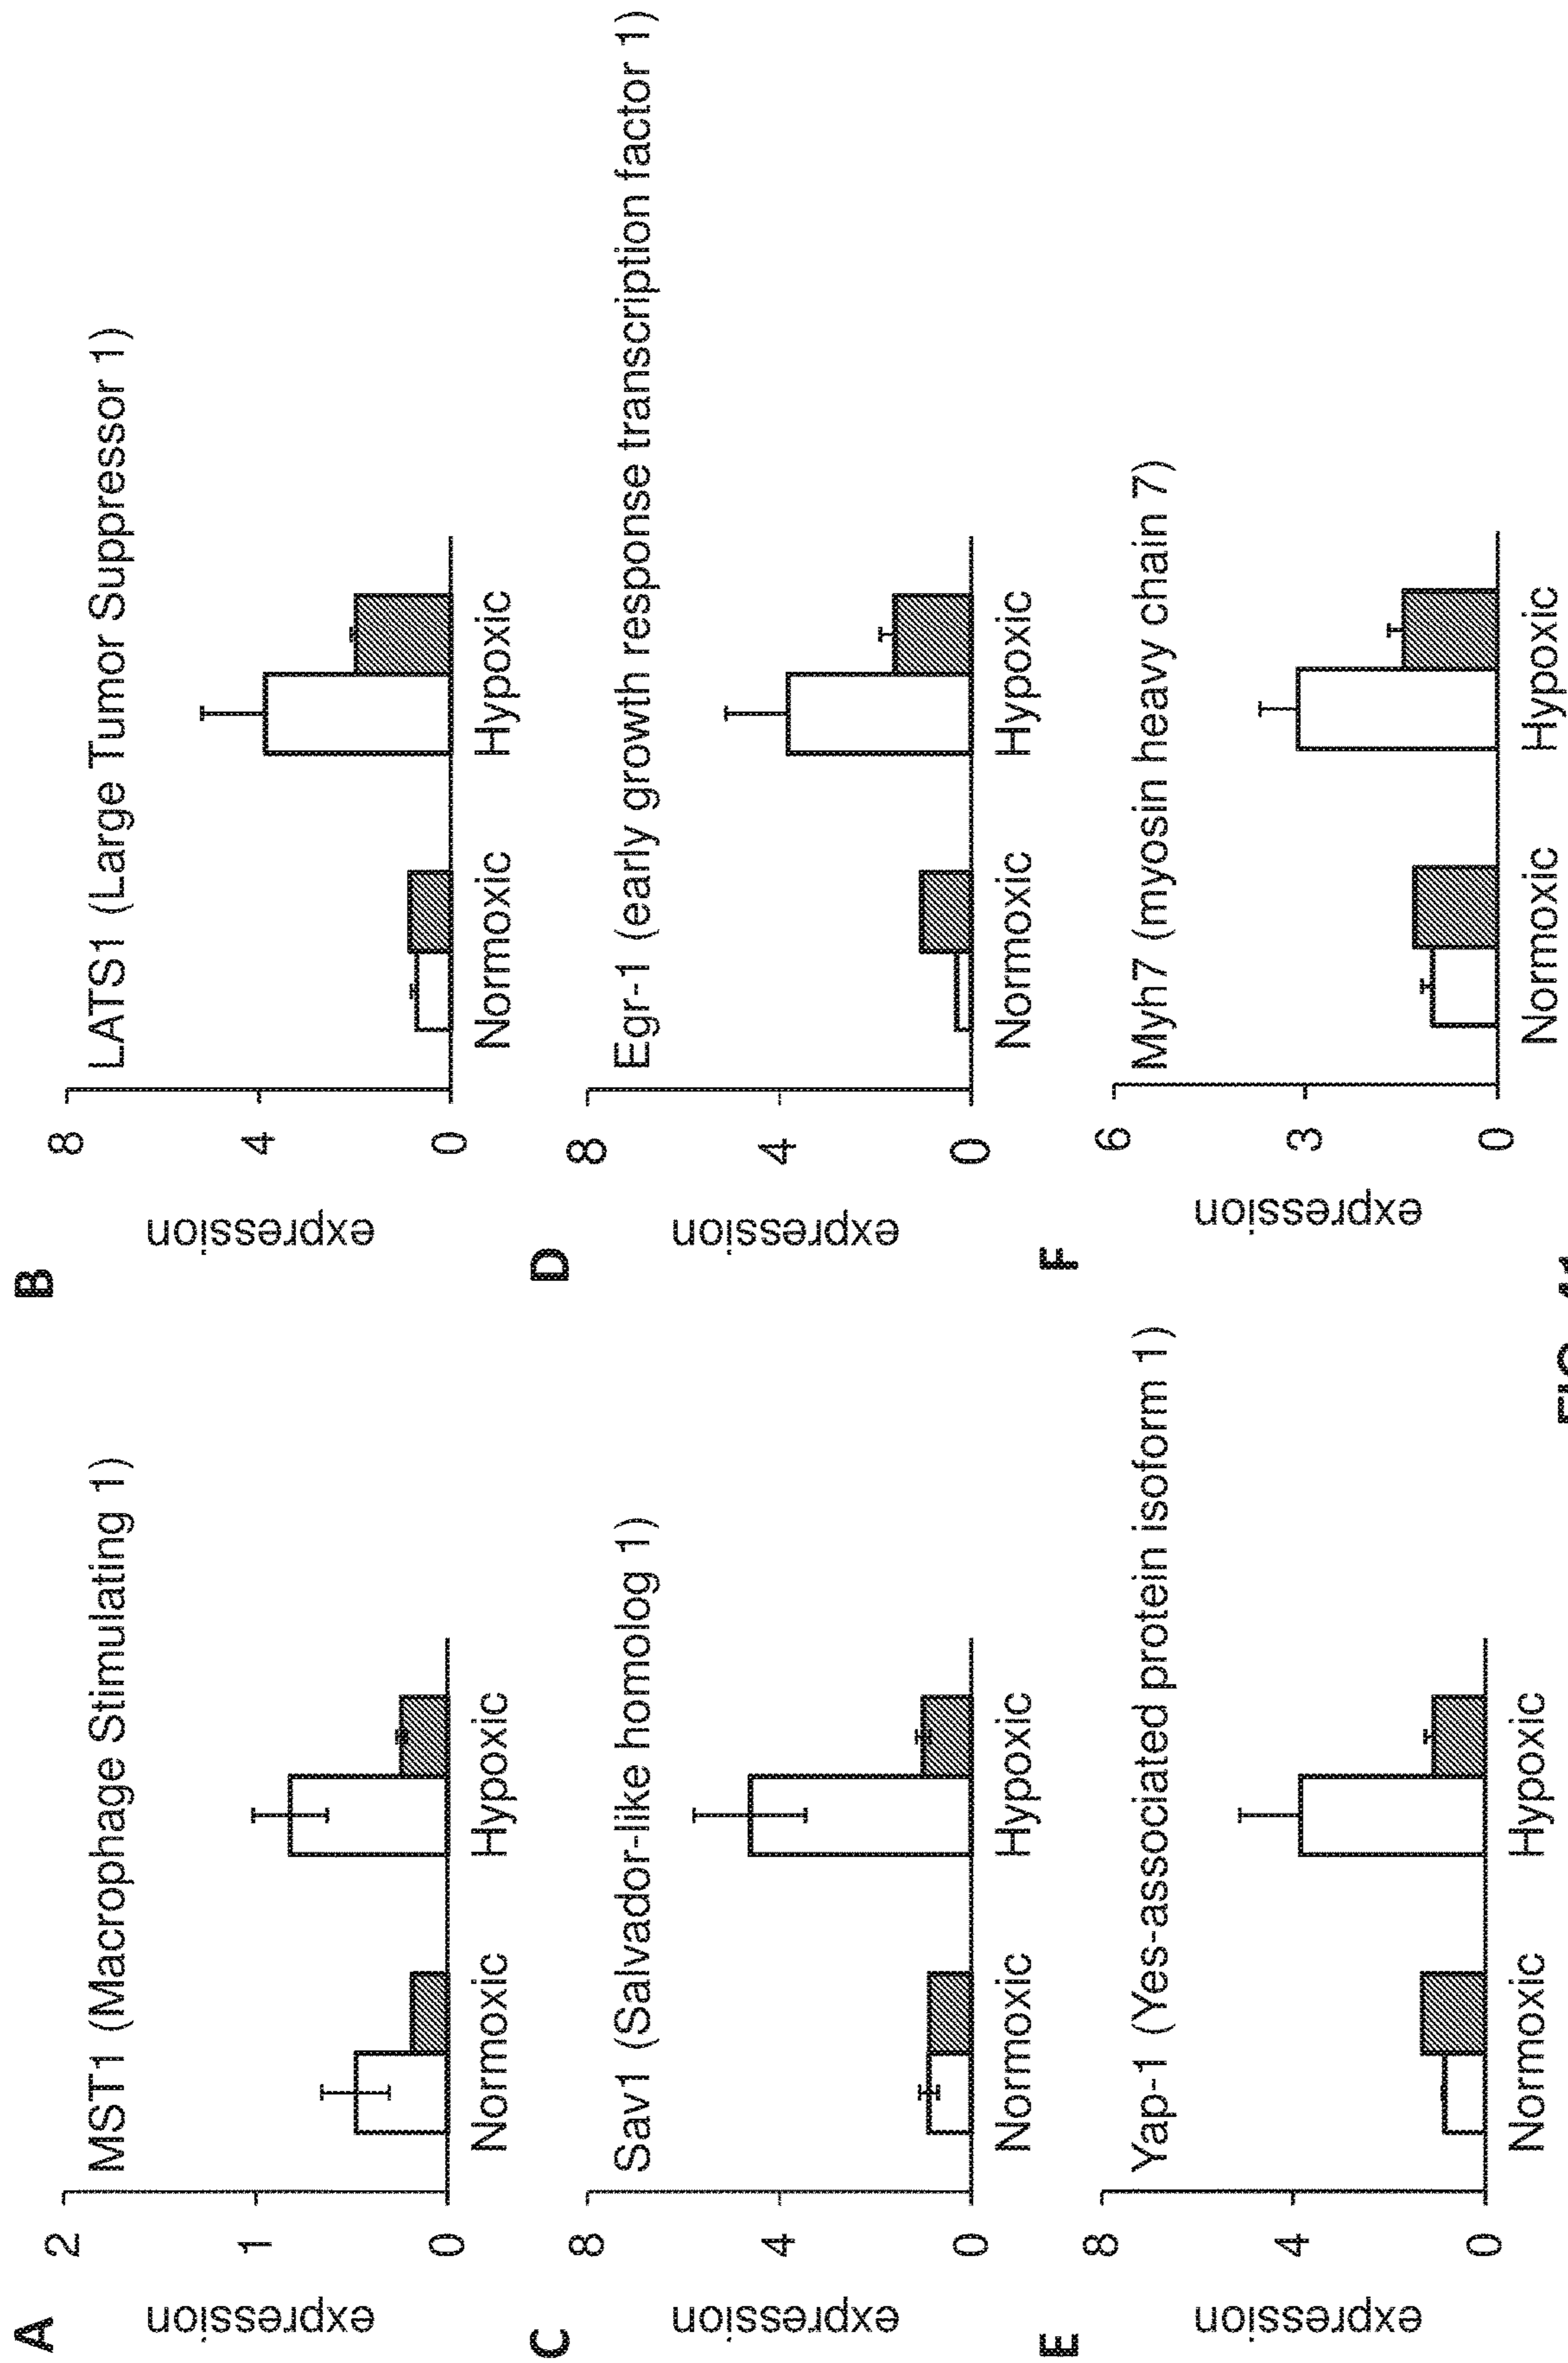 A
MST1 (Macrophage Stimulating 1)
expression
2
1
0
Normoxic
Hypoxic
B
LATS1 (Large Tumor Suppressor 1)
expression
8
4
0
Normoxic
Hypoxic
C
Sav1 (Salvador-like homolog 1)
expression
8
4
0
Normoxic
Hypoxic
D
Egr-1 (early growth response transcription factor 1)
expression
8
4
0
Normoxic
Hypoxic
E
Yap-1 (Yes-associated protein isoform 1)
expression
8
4
0
Normoxic
Hypoxic
F
Myh7 (myosin heavy chain 7)
expression
6
3
0
Normoxic
Hypoxic